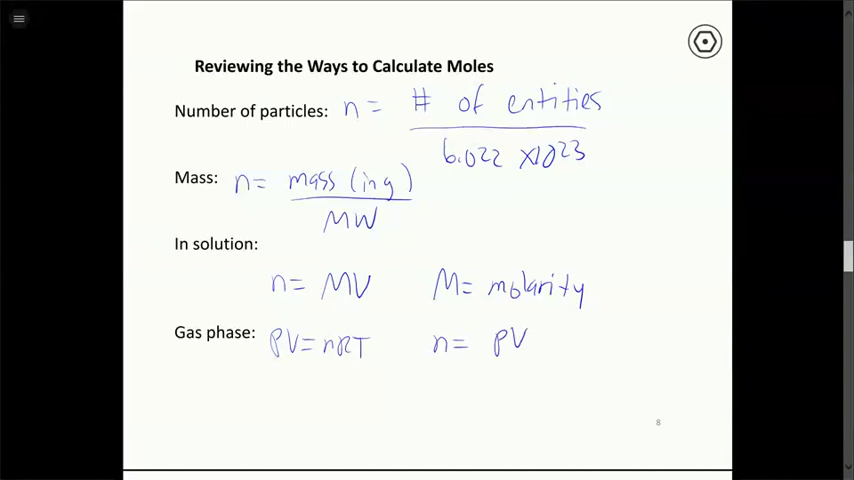 Reviewing the Ways to Calculate Moles
Number of particles: n = # of entities
6.022 x1023
Mass: n= mass (in g)
MW
In solution:
n= MV M= molarity
Gas phase: PV=nRT n= PV
8